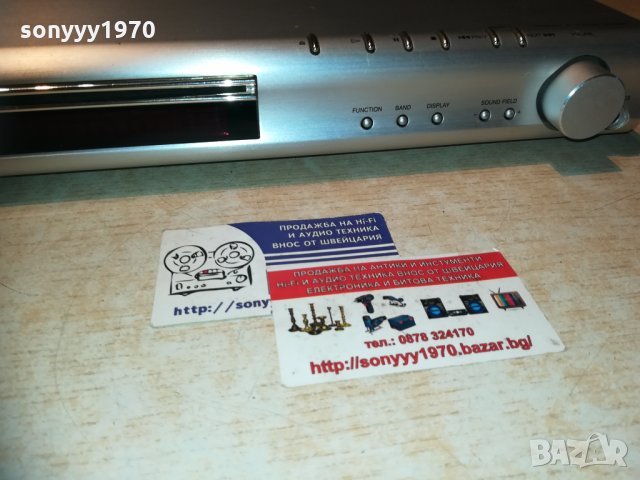 sonyyy1970
sonyyy1970
FUNCTION
BAND
DISPLAY
- SOUND FIELD +
ПРОДАЖБА НА Hi-Fi
И АУДИО ТЕХНИКА
ВНОС ОТ ШВЕЙЦАРИЯ
http://sony
ПРОДАЖБА НА АНТИКИ И ИНСТУМЕНТИ
Hi-Fi И АУДИО ТЕХНИКА ВНОС ОТ ШВЕЙЦАРИЯ
ЕЛЕКТРОНИКА И БИТОВА ТЕХНИКА
тел.: 0878 324170
http://sonyyy1970.bazar.bg/
BAZAR